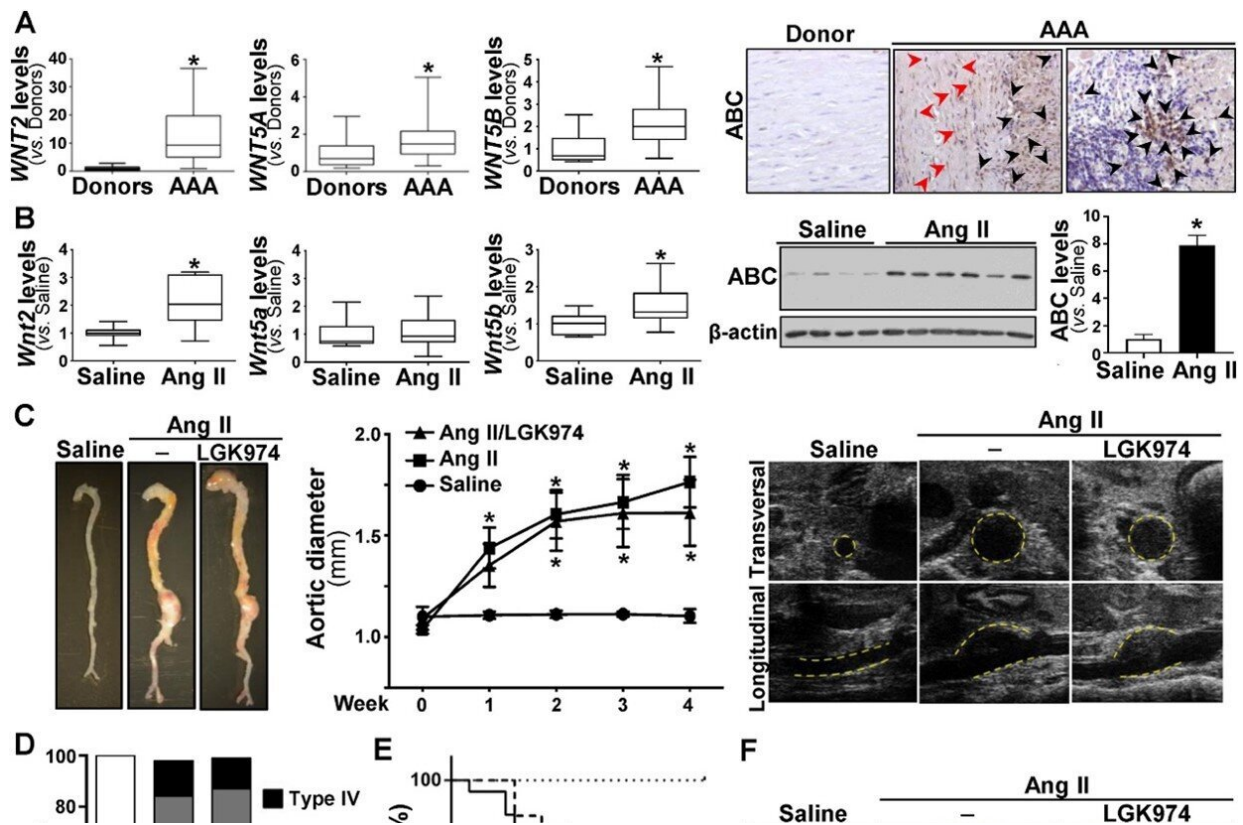 A
WNT2 levels
(vs. Donors)
40
30
20
10
0
Donors AAA
*
WNT5A levels
(vs. Donors)
6
4
2
0
Donors AAA
*
WNT5B levels
(vs. Donors)
5
4
3
2
1
0
Donors AAA
*
Donor AAA
ABC
B
Wnt2 levels
(vs. Saline)
4
3
2
1
0
Saline Ang II
*
Wnt5a levels
(vs. Saline)
4
3
2
1
0
Saline Ang II
Wnt5b levels
(vs. Saline)
3
2
1
0
Saline Ang II
*
Saline Ang II
ABC
β-actin
ABC levels
(vs. Saline)
10
8
6
4
2
0
Saline Ang II
*
C
Ang II
Saline – LGK974
Aortic diameter
(mm)
2.0
1.5
1.0
Ang II/LGK974
Ang II
Saline
* * * *
* * *
Week 0 1 2 3 4
Ang II
Saline – LGK974
Transversal
Longitudinal
D
100
80
Type IV
E
100
%)
F
Ang II
Saline – LGK974